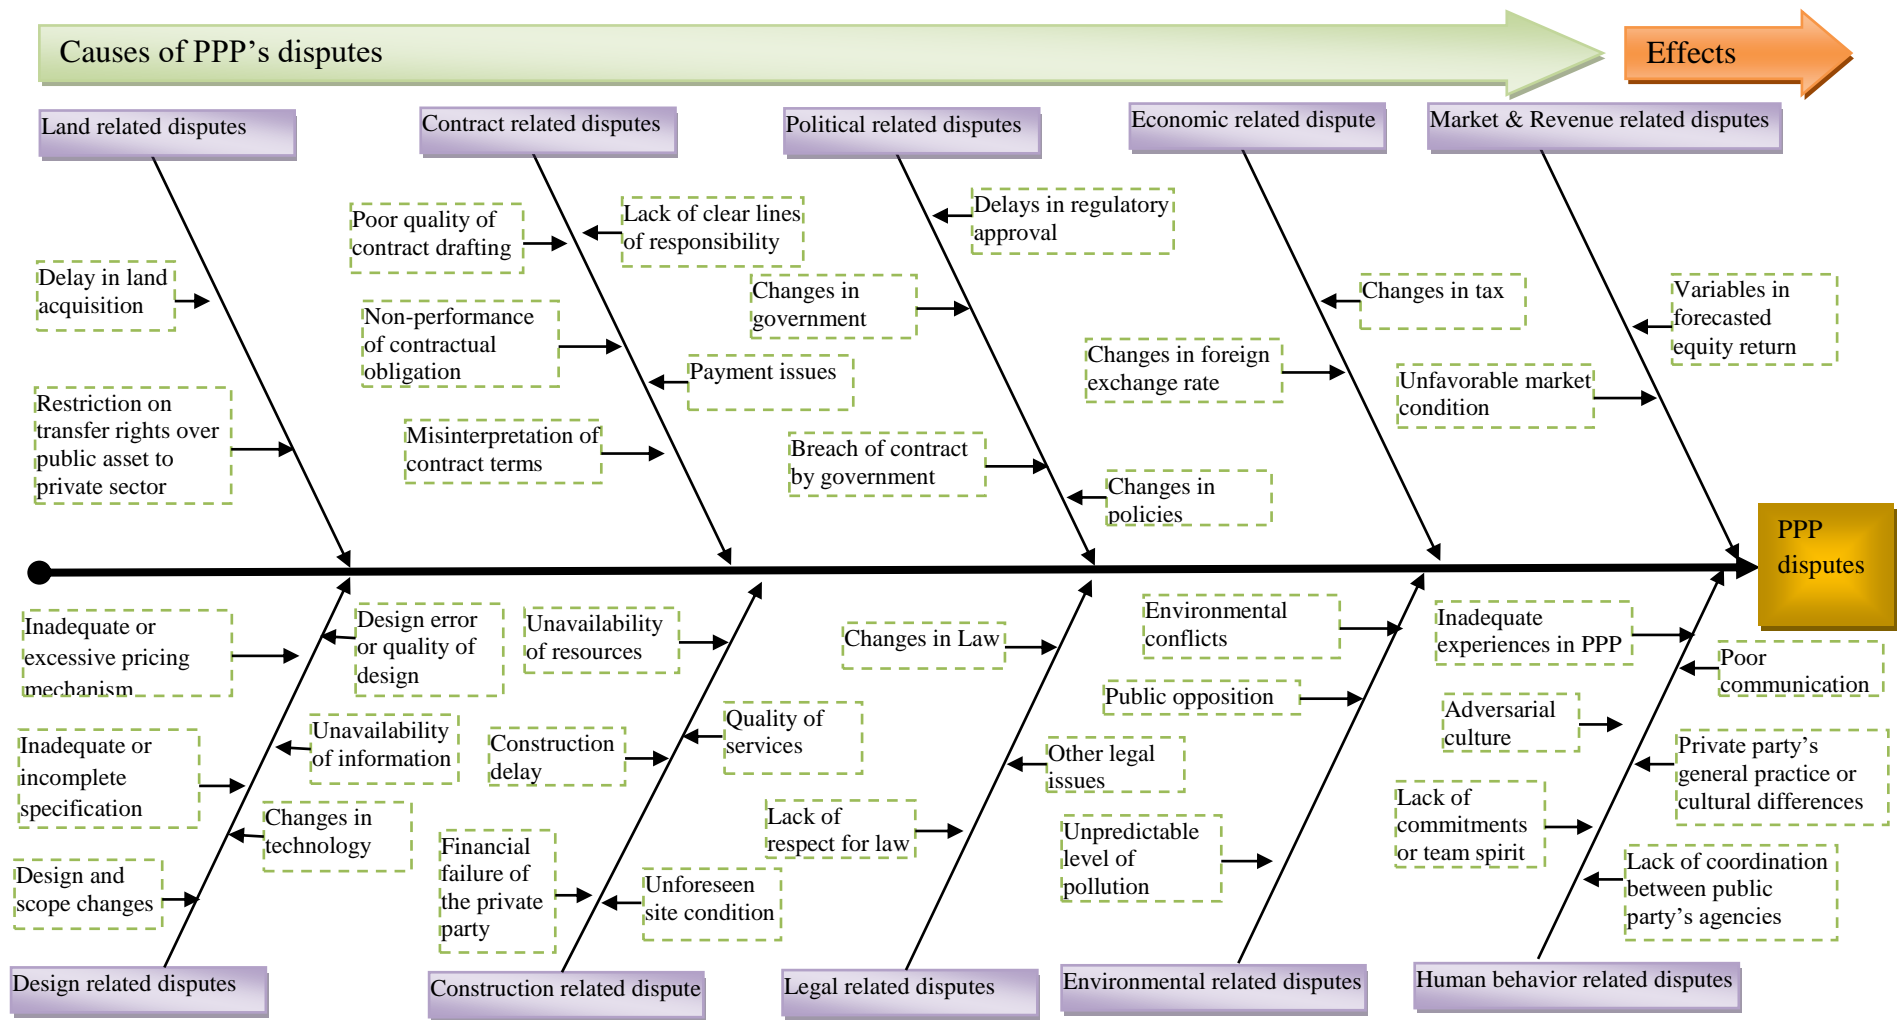 Causes of PPP’s disputes
Effects
Land related disputes
Contract related disputes
Political related disputes
Economic related dispute
Market & Revenue related disputes
Delay in land
acquisition
Restriction on
transfer rights over
public asset to
private sector
Poor quality of
contract drafting
Lack of clear lines
of responsibility
Non-performance
of contractual
obligation
Payment issues
Misinterpretation of
contract terms
Delays in regulatory
approval
Changes in
government
Breach of contract
by government
Changes in
policies
Changes in tax
Changes in foreign
exchange rate
Variables in
forecasted
equity return
Unfavorable market
condition
PPP
disputes
Inadequate or
excessive pricing
mechanism
Design error
or quality of
design
Inadequate or
incomplete
specification
Unavailability
of information
Changes in
technology
Design and
scope changes
Unavailability
of resources
Quality of
services
Construction
delay
Financial
failure of
the private
party
Unforeseen
site condition
Changes in Law
Other legal
issues
Lack of
respect for law
Environmental
conflicts
Public opposition
Unpredictable
level of
pollution
Inadequate
experiences in PPP
Poor
communication
Adversarial
culture
Private party’s
general practice or
cultural differences
Lack of
commitments
or team spirit
Lack of coordination
between public
party’s agencies
Design related disputes
Construction related dispute
Legal related disputes
Environmental related disputes
Human behavior related disputes